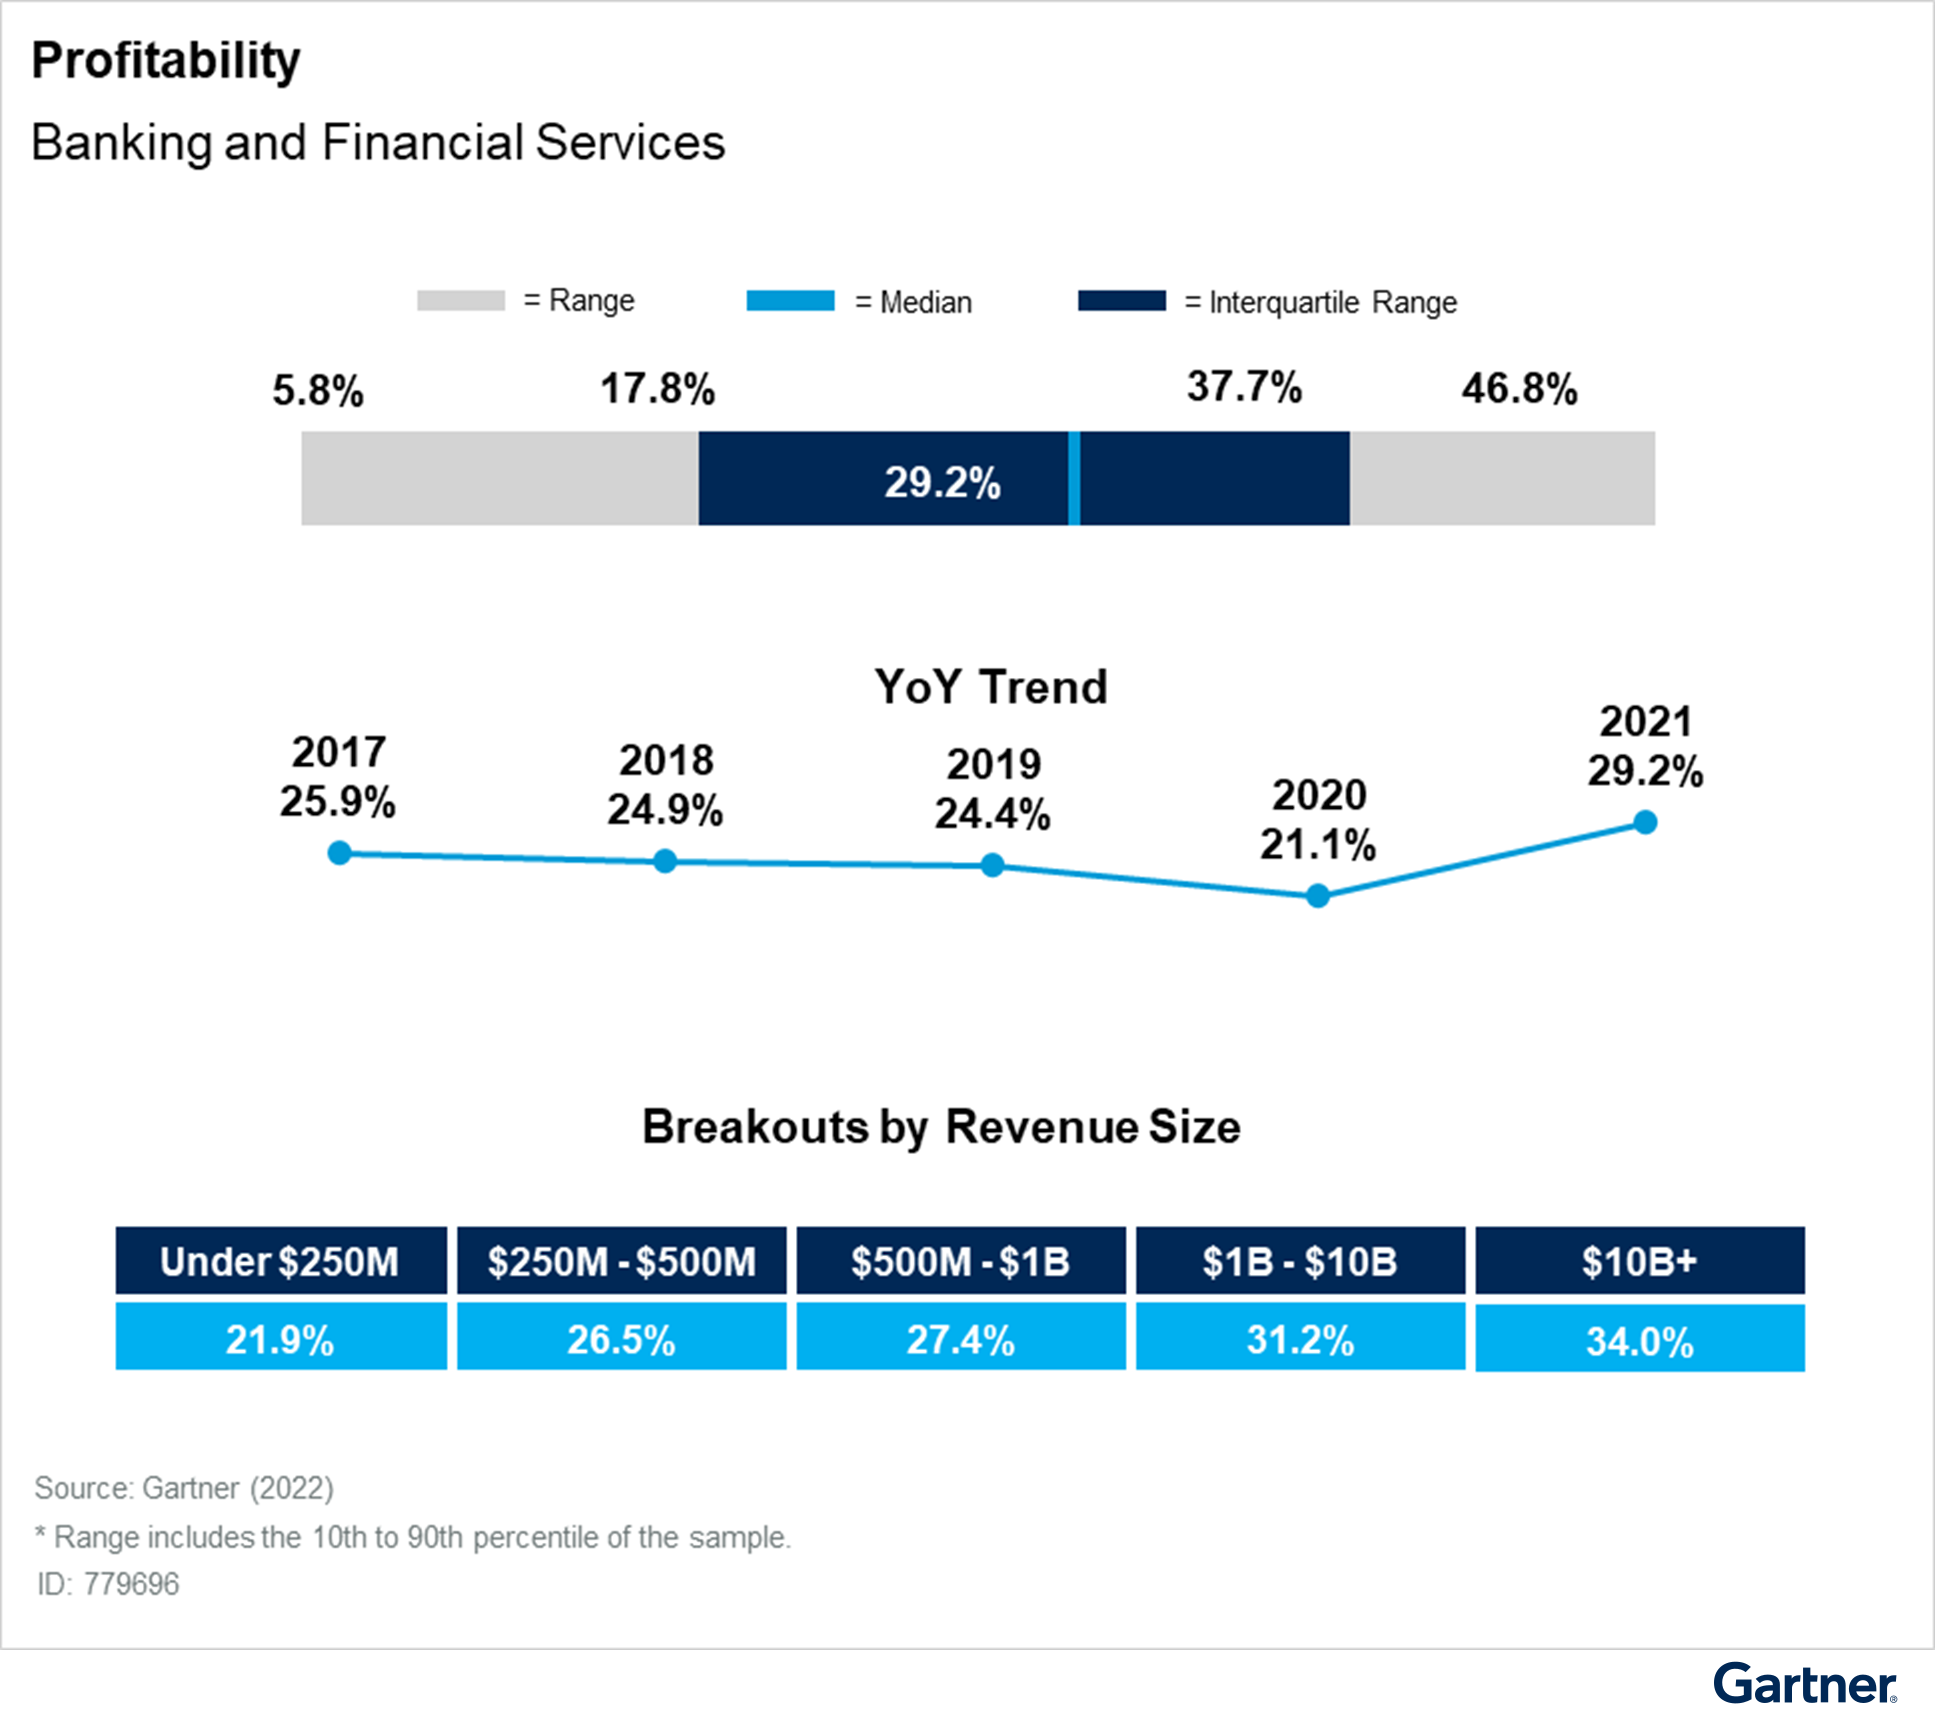 Profitability
Banking and Financial Services
= Range = Median = Interquartile Range
5.8% 17.8% 37.7% 46.8%
29.2%
YoY Trend
2017 2018 2019 2020 2021
25.9% 24.9% 24.4% 21.1% 29.2%
Breakouts by Revenue Size
Under $250M $250M - $500M $500M - $1B $1B - $10B $10B+
21.9% 26.5% 27.4% 31.2% 34.0%
Source: Gartner (2022)
* Range includes the 10th to 90th percentile of the sample.
ID: 779696
Gartner®